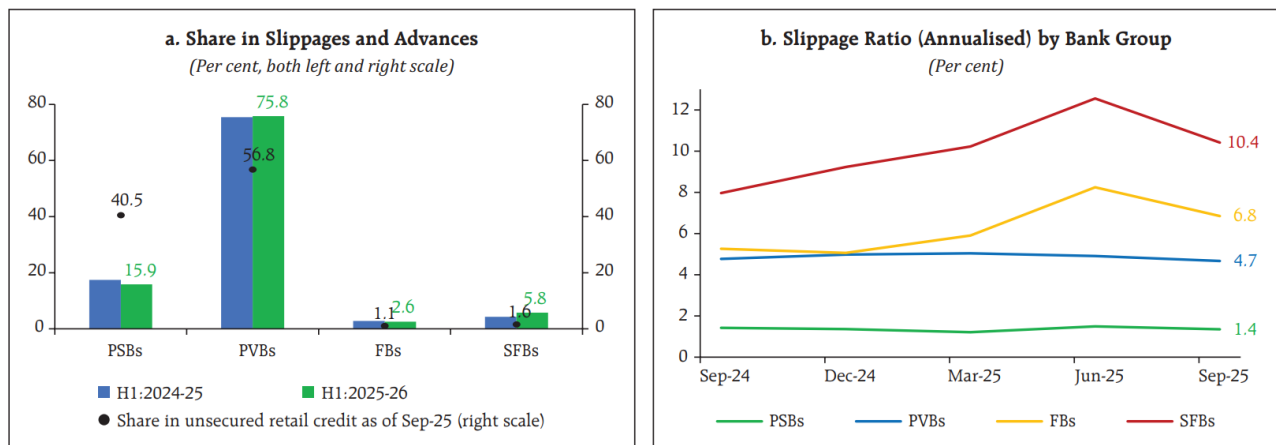 a. Share in Slippages and Advances
(Per cent, both left and right scale)
80
60
40
20
0
80
60
40
20
0
40.5
15.9
75.8
56.8
1.1
2.6
1.6
5.8
PSBs
PVBs
FBs
SFBs
H1:2024-25
H1:2025-26
Share in unsecured retail credit as of Sep-25 (right scale)
b. Slippage Ratio (Annualised) by Bank Group
(Per cent)
12
10
8
6
4
2
0
10.4
6.8
4.7
1.4
Sep-24
Dec-24
Mar-25
Jun-25
Sep-25
PSBs
PVBs
FBs
SFBs